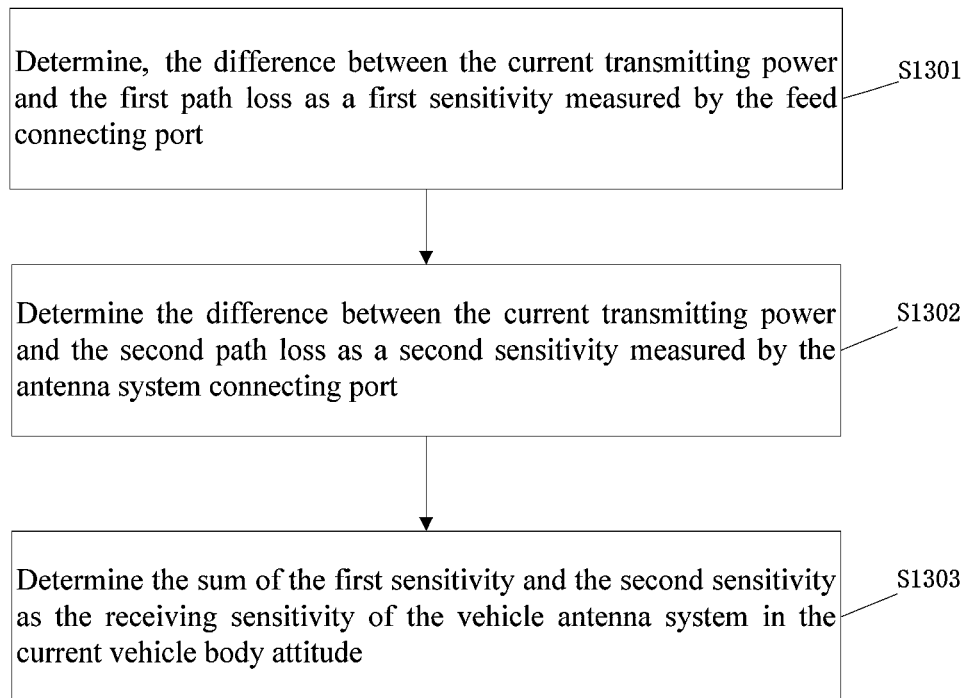 Determine, the difference between the current transmitting power
and the first path loss as a first sensitivity measured by the feed
connecting port
S1301
Determine the difference between the current transmitting power
and the second path loss as a second sensitivity measured by the
antenna system connecting port
S1302
Determine the sum of the first sensitivity and the second sensitivity
as the receiving sensitivity of the vehicle antenna system in the
current vehicle body attitude
S1303